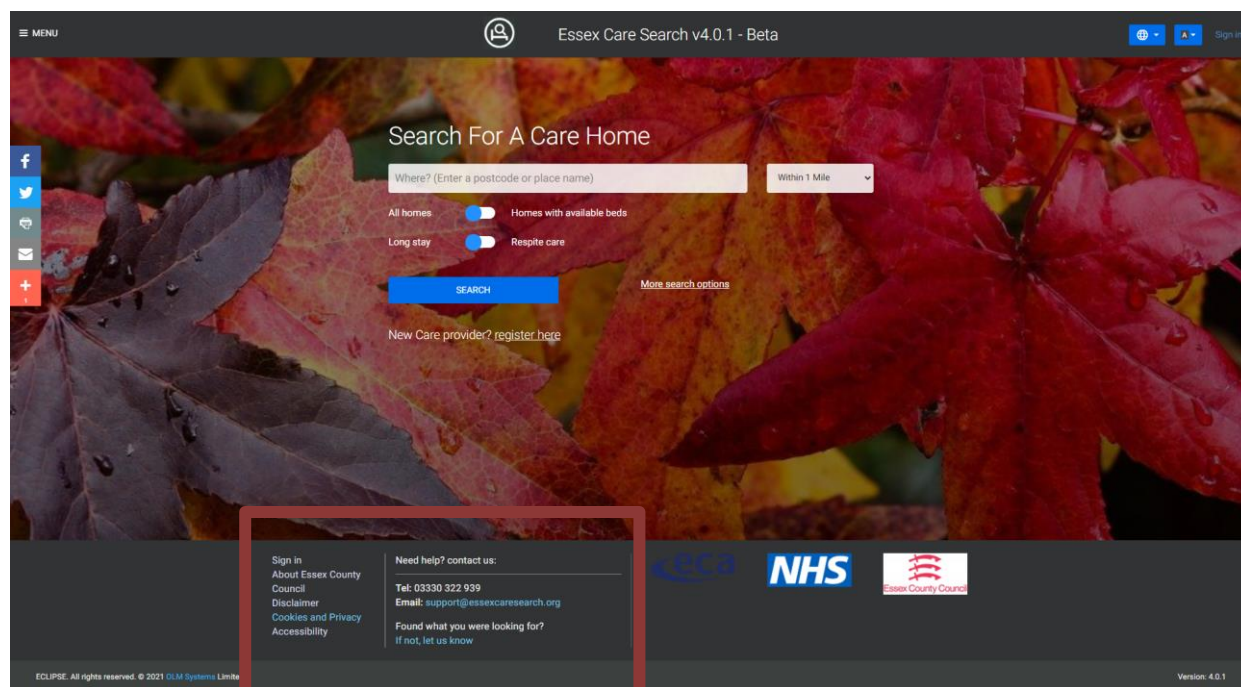 ≡ MENU
Essex Care Search v4.0.1 - Beta
A
Sign in
Search For A Care Home
Where? (Enter a postcode or place name)
Within 1 Mile
All homes
Homes with available beds
Long stay
Respite care
SEARCH
More search options
New Care provider? register here
Sign in
About Essex County
Council
Disclaimer
Cookies and Privacy
Accessibility
Need help? contact us:
Tel: 03330 322 939
Email: support@essexcaresearch.org
Found what you were looking for?
If not, let us know
eca
NHS
Essex County Council
ECLIPSE. All rights reserved. © 2021 OLM Systems Limite
Version: 4.0.1